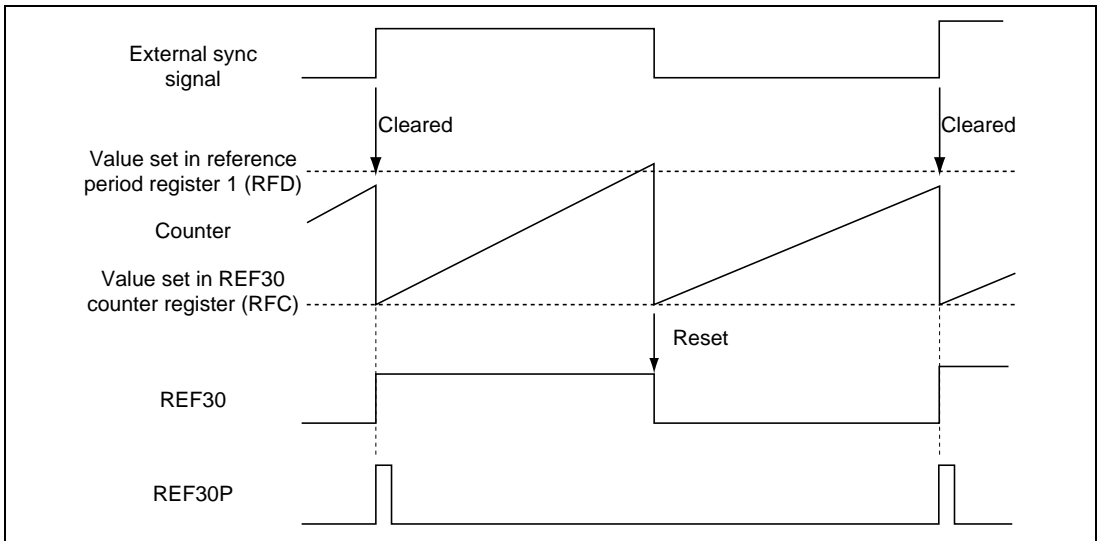 External sync
signal
Cleared
Cleared
Value set in reference
period register 1 (RFD)
Counter
Value set in REF30
counter register (RFC)
Reset
REF30
REF30P